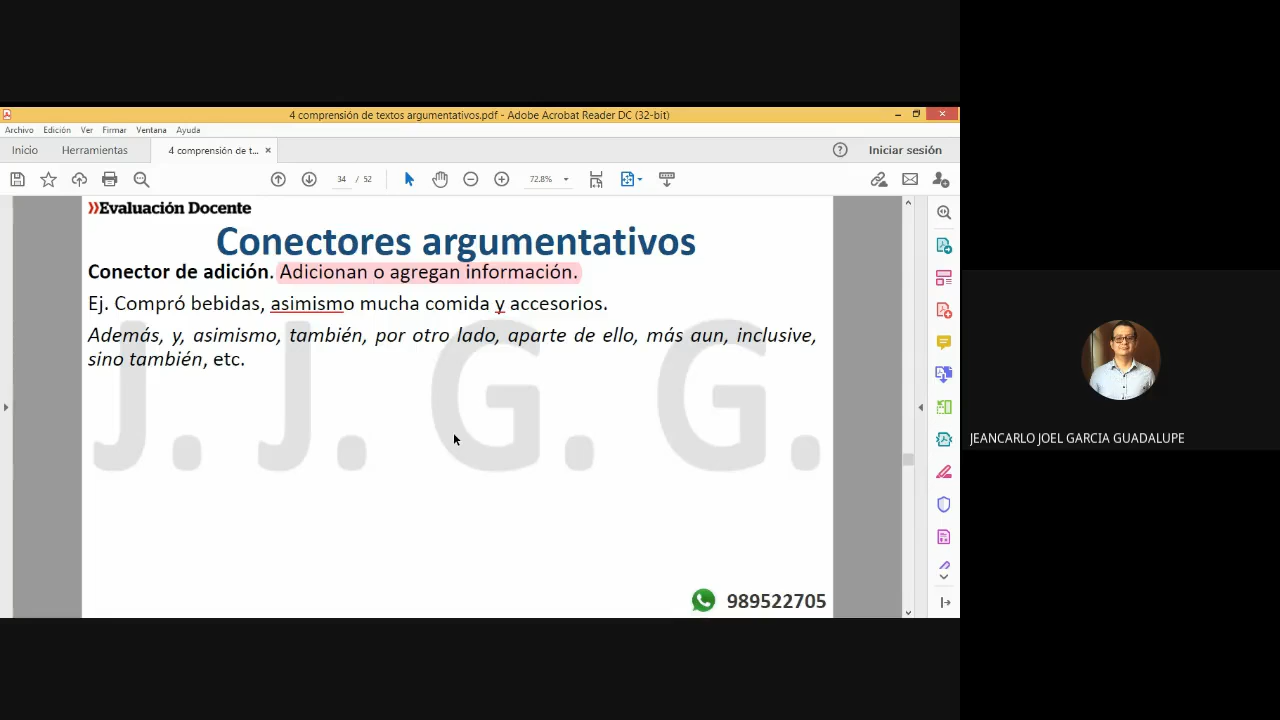 4 comprensión de textos argumentativos.pdf - Adobe Acrobat Reader DC (32-bit)
Archivo Edición Ver Firmar Ventana Ayuda
Inicio Herramientas 4 comprensión de t... × Iniciar sesión
34 / 52 72.8%
Evaluación Docente
Conectores argumentativos
Conector de adición. Adicionan o agregan información.
Ej. Compró bebidas, asimismo mucha comida y accesorios.
Además, y, asimismo, también, por otro lado, aparte de ello, más aun, inclusive,
sino también, etc.
J. J. G. G.
989522705
JEANCARLO JOEL GARCIA GUADALUPE